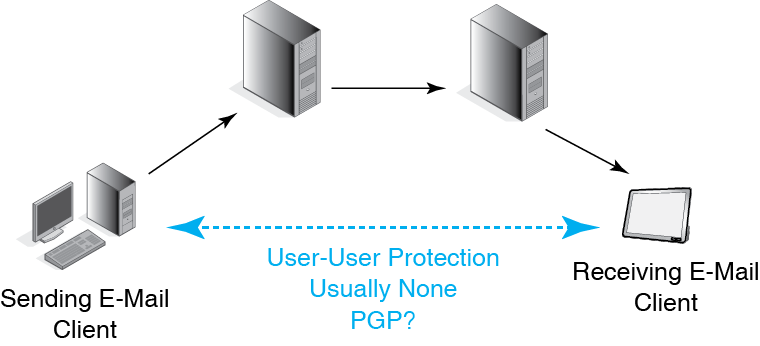 User-User Protection
Usually None
PGP?
Sending E-Mail
Client
Receiving E-Mail
Client